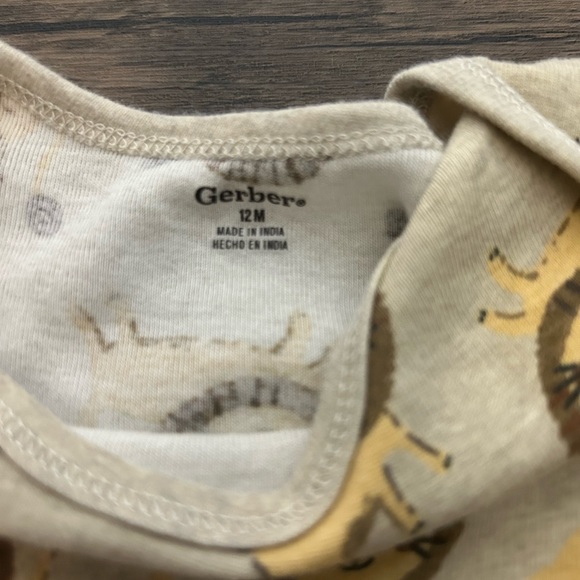 Gerber®
12M
MADE IN INDIA
HECHO EN INDIA